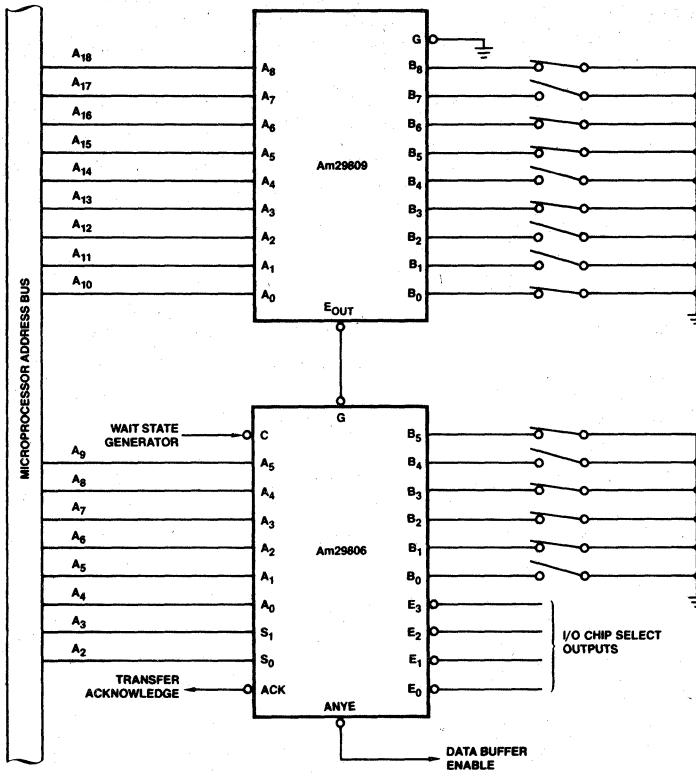 MICROPROCESSOR ADDRESS BUS
A18
A17
A16
A15
A14
A13
A12
A11
A10
A8
A7
A6
A5
A4
A3
A2
A1
A0
Am29809
EOUT
G
B8
B7
B6
B5
B4
B3
B2
B1
B0
WAIT STATE
GENERATOR
A9
A8
A7
A6
A5
A4
A3
A2
TRANSFER
ACKNOWLEDGE
G
C
A5
A4
A3
A2
A1
A0
S1
S0
ACK
Am29806
ANYE
B5
B4
B3
B2
B1
B0
E3
E2
E1
E0
I/O CHIP SELECT
OUTPUTS
DATA BUFFER
ENABLE